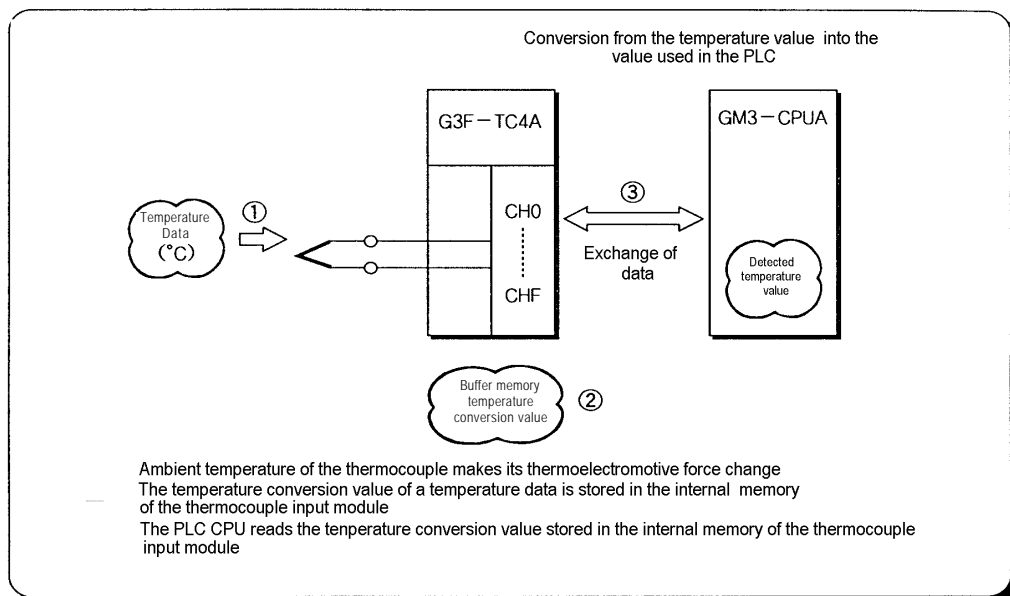 Conversion from the temperature value into the
value used in the PLC
G3F－TC4A
GM3－CPUA
Temperature
Data
(°C)
①
CH0
CHF
③
Exchange of
data
Detected
temperature
value
Buffer memory
temperature
conversion value
②
Ambient temperature of the thermocouple makes its thermoelectromotive force change
The temperature conversion value of a temperature data is stored in the internal memory
of the thermocouple input module
The PLC CPU reads the tenperature conversion value stored in the internal memory of the thermocouple
input module